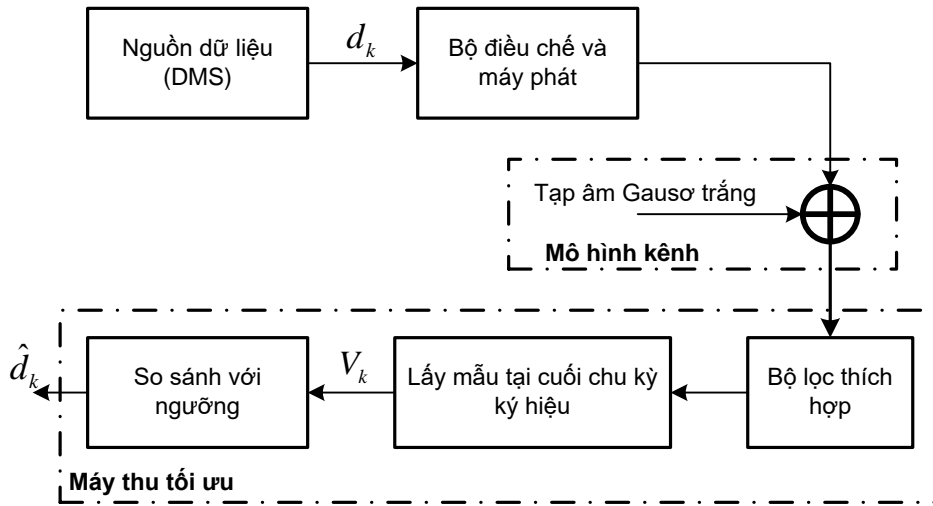 Nguồn dữ liệu
(DMS)
d_k
Bộ điều chế và
máy phát
Tạp âm Gausơ trắng
Mô hình kênh
d̂_k
So sánh với
ngưỡng
V_k
Lấy mẫu tại cuối chu kỳ
ký hiệu
Bộ lọc thích
hợp
Máy thu tối ưu